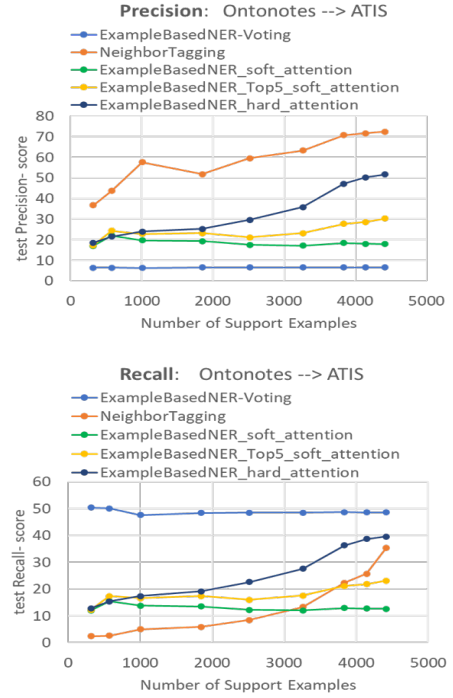 Precision: Ontonotes --> ATIS
ExampleBasedNER-Voting
NeighborTagging
ExampleBasedNER_soft_attention
ExampleBasedNER_Top5_soft_attention
ExampleBasedNER_hard_attention
80
70
60
50
40
30
20
10
0
test Precision- score
0 1000 2000 3000 4000 5000
Number of Support Examples
Recall: Ontonotes --> ATIS
ExampleBasedNER-Voting
NeighborTagging
ExampleBasedNER_soft_attention
ExampleBasedNER_Top5_soft_attention
ExampleBasedNER_hard_attention
60
50
40
30
20
10
0
test Recall- score
0 1000 2000 3000 4000 5000
Number of Support Examples